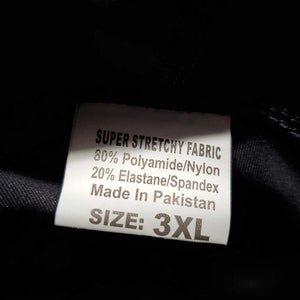 SUPER STRETCHY FABRIC
80% Polyamide/Nylon
20% Elastane/Spandex
Made In Pakistan
SIZE: 3XL